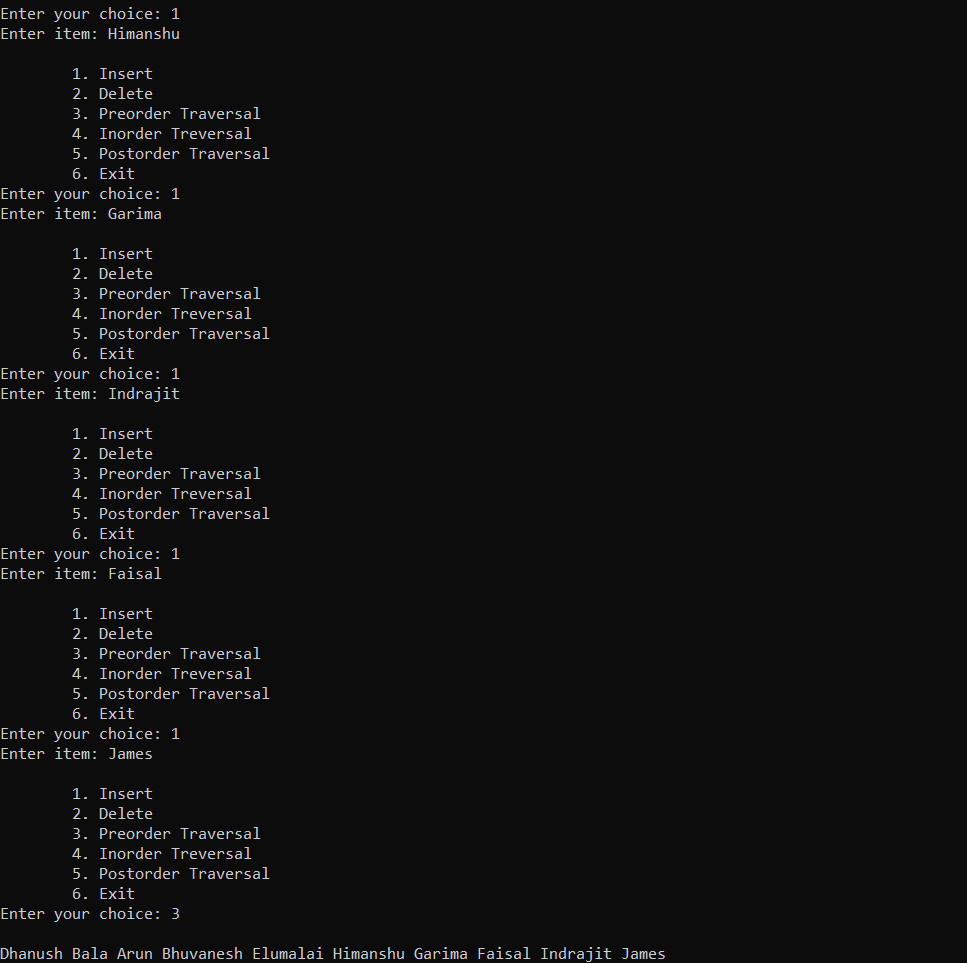 Enter your choice: 1
Enter item: Himanshu
1. Insert
2. Delete
3. Preorder Traversal
4. Inorder Treversal
5. Postorder Traversal
6. Exit
Enter your choice: 1
Enter item: Garima
1. Insert
2. Delete
3. Preorder Traversal
4. Inorder Treversal
5. Postorder Traversal
6. Exit
Enter your choice: 1
Enter item: Indrajit
1. Insert
2. Delete
3. Preorder Traversal
4. Inorder Treversal
5. Postorder Traversal
6. Exit
Enter your choice: 1
Enter item: Faisal
1. Insert
2. Delete
3. Preorder Traversal
4. Inorder Treversal
5. Postorder Traversal
6. Exit
Enter your choice: 1
Enter item: James
1. Insert
2. Delete
3. Preorder Traversal
4. Inorder Treversal
5. Postorder Traversal
6. Exit
Enter your choice: 3
Dhanush Bala Arun Bhuvanesh Elumalai Himanshu Garima Faisal Indrajit James